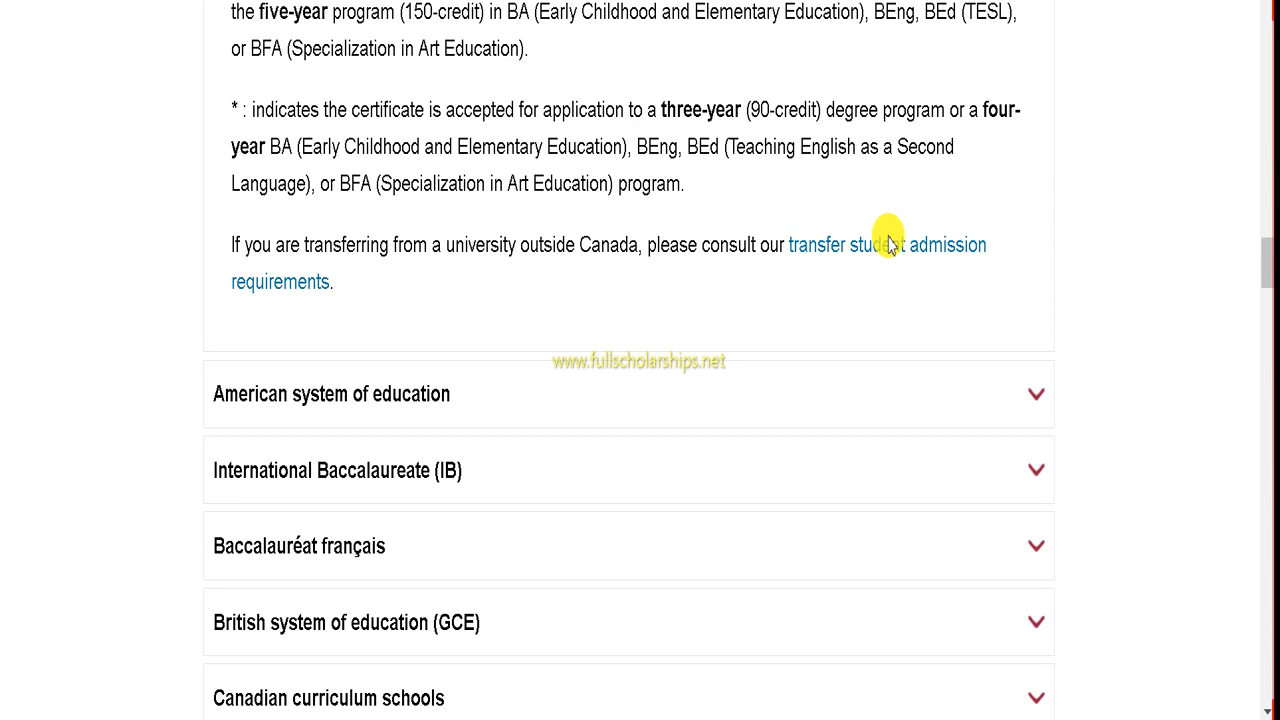 the five-year program (150-credit) in BA (Early Childhood and Elementary Education), BEng, BEd (TESL),
or BFA (Specialization in Art Education).
* : indicates the certificate is accepted for application to a three-year (90-credit) degree program or a four-
year BA (Early Childhood and Elementary Education), BEng, BEd (Teaching English as a Second
Language), or BFA (Specialization in Art Education) program.
If you are transferring from a university outside Canada, please consult our transfer student admission
requirements.
www.fullscholarships.net
American system of education
International Baccalaureate (IB)
Baccalauréat français
British system of education (GCE)
Canadian curriculum schools